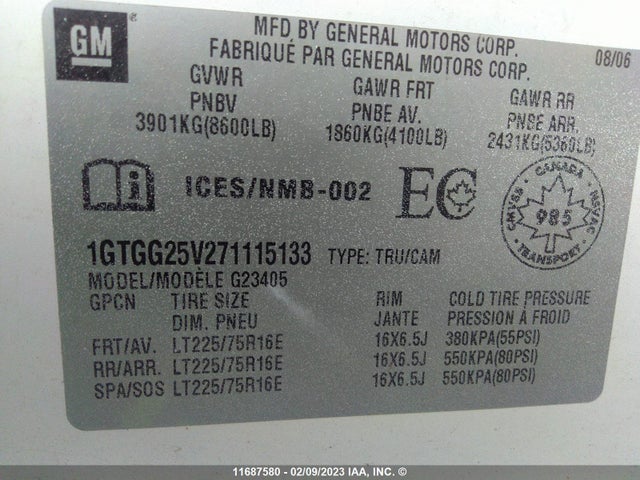 GM
MFD BY GENERAL MOTORS CORP.
FABRIQUÉ PAR GENERAL MOTORS CORP.
08/06
GVWR GAWR FRT GAWR RR
PNBV PNBE AV. PNBE ARR.
3901KG(8600LB) 1860KG(4100LB) 2431KG(5360LB)
i ICES/NMB-002 EC
CANADA
CMVSS NSVAC
985
TRANSPORT
1GTGG25V271115133 TYPE: TRU/CAM
MODEL/MODÈLE G23405
GPCN TIRE SIZE RIM COLD TIRE PRESSURE
DIM. PNEU JANTE PRESSION À FROID
FRT/AV. LT225/75R16E 16X6.5J 380KPA(55PSI)
RR/ARR. LT225/75R16E 16X6.5J 550KPA(80PSI)
SPA/SOS LT225/75R16E 16X6.5J 550KPA(80PSI)
11687580 - 02/09/2023 IAA, Inc.